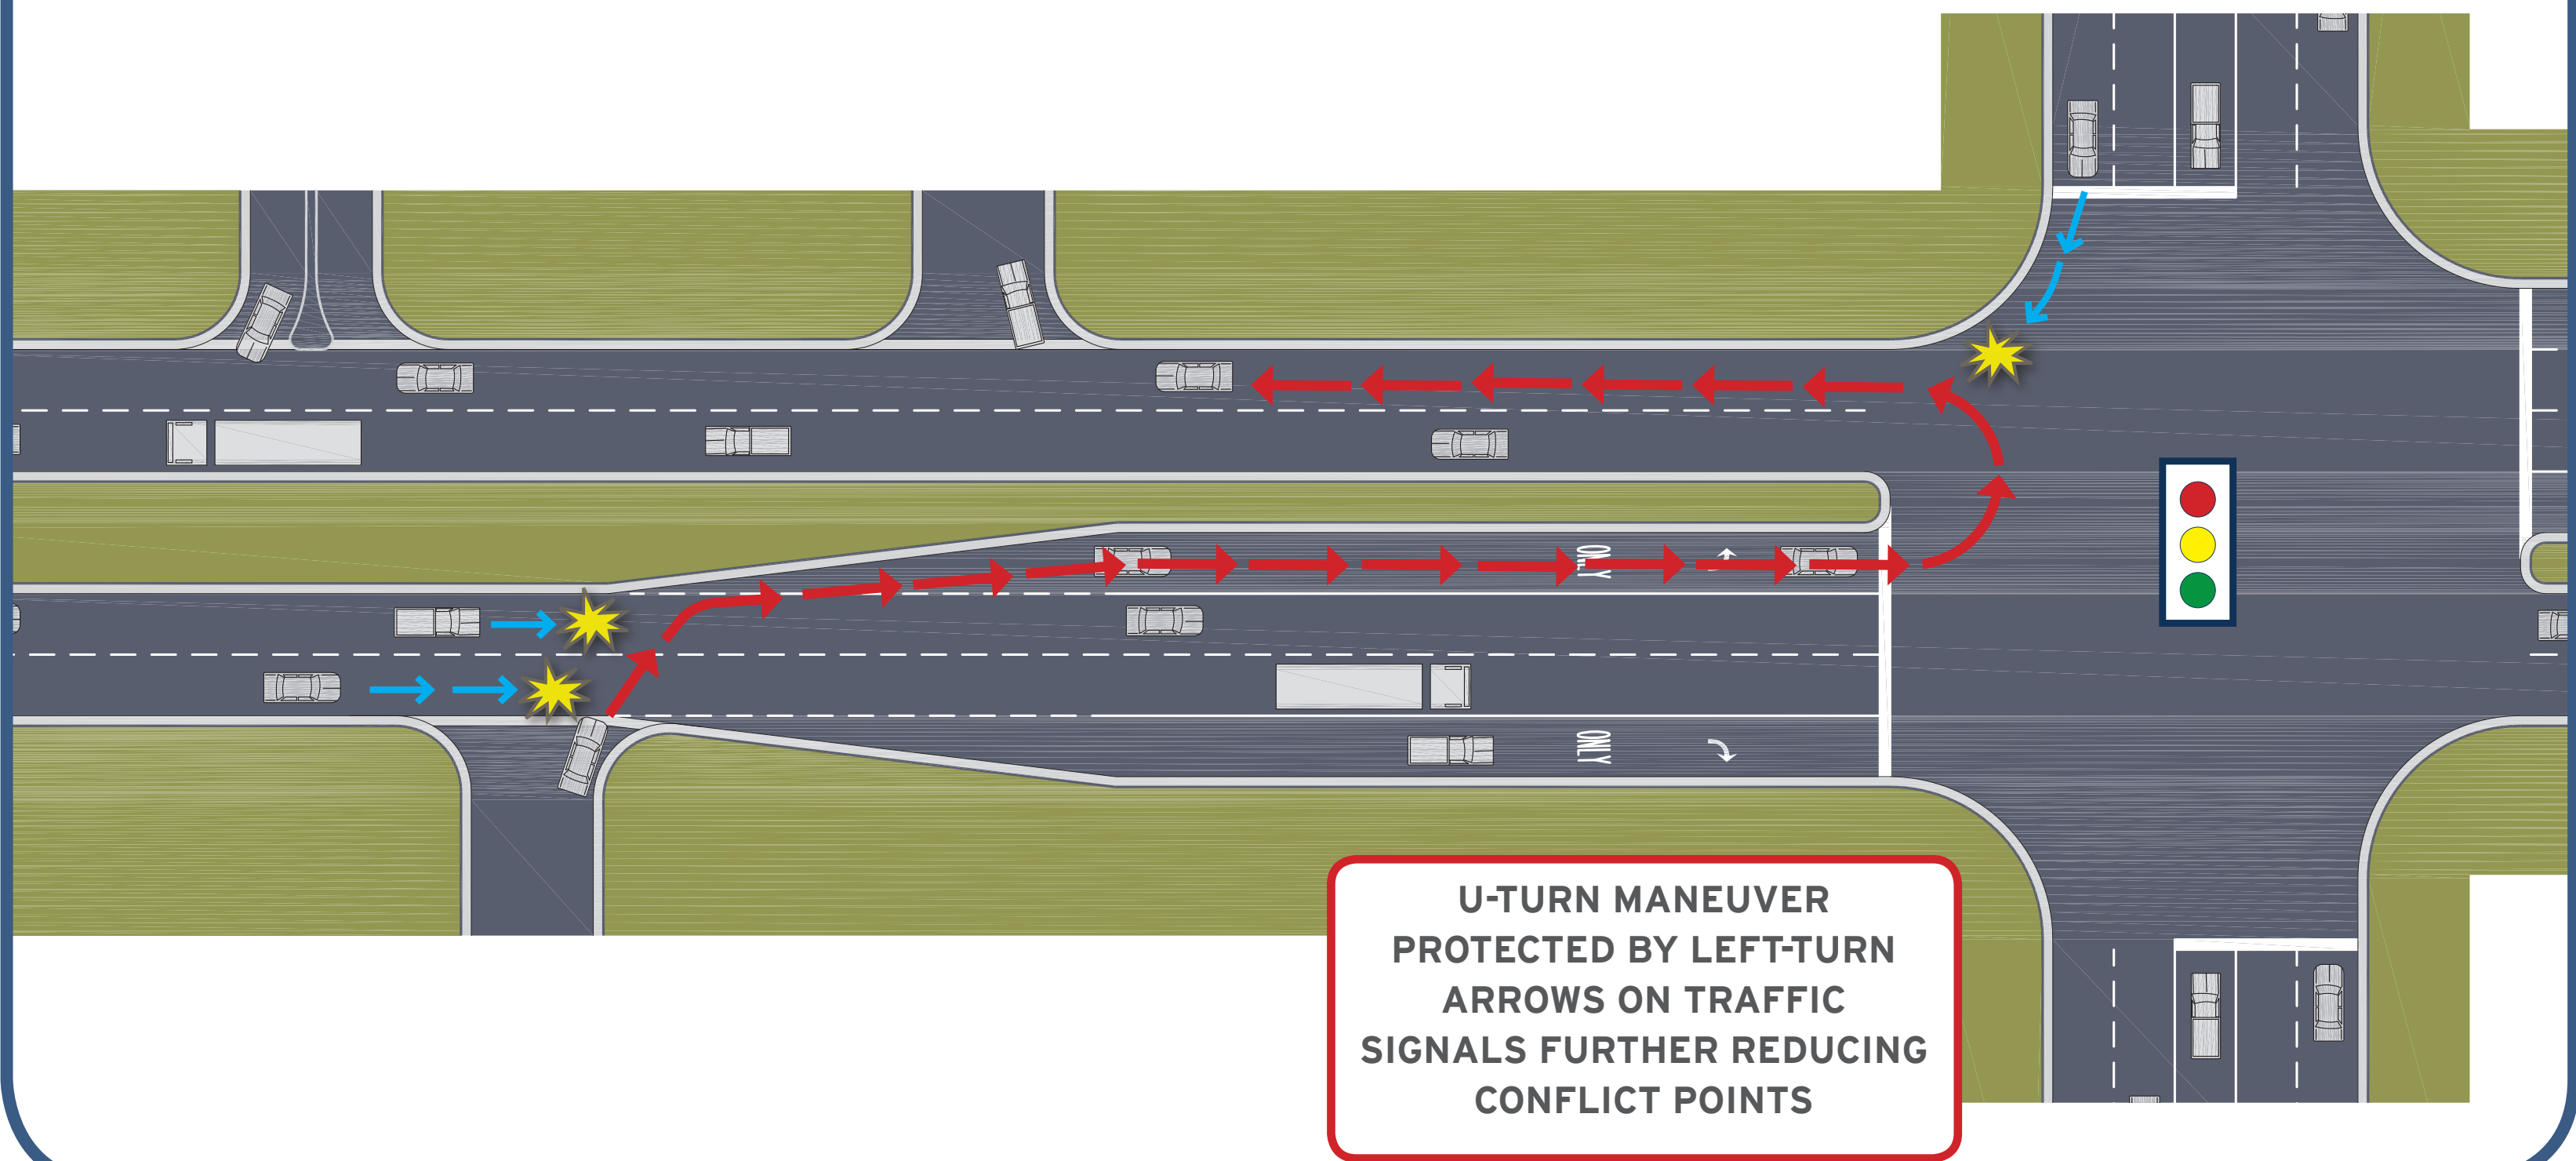 ONLY
ONLY
U-TURN MANEUVER
PROTECTED BY LEFT-TURN
ARROWS ON TRAFFIC
SIGNALS FURTHER REDUCING
CONFLICT POINTS